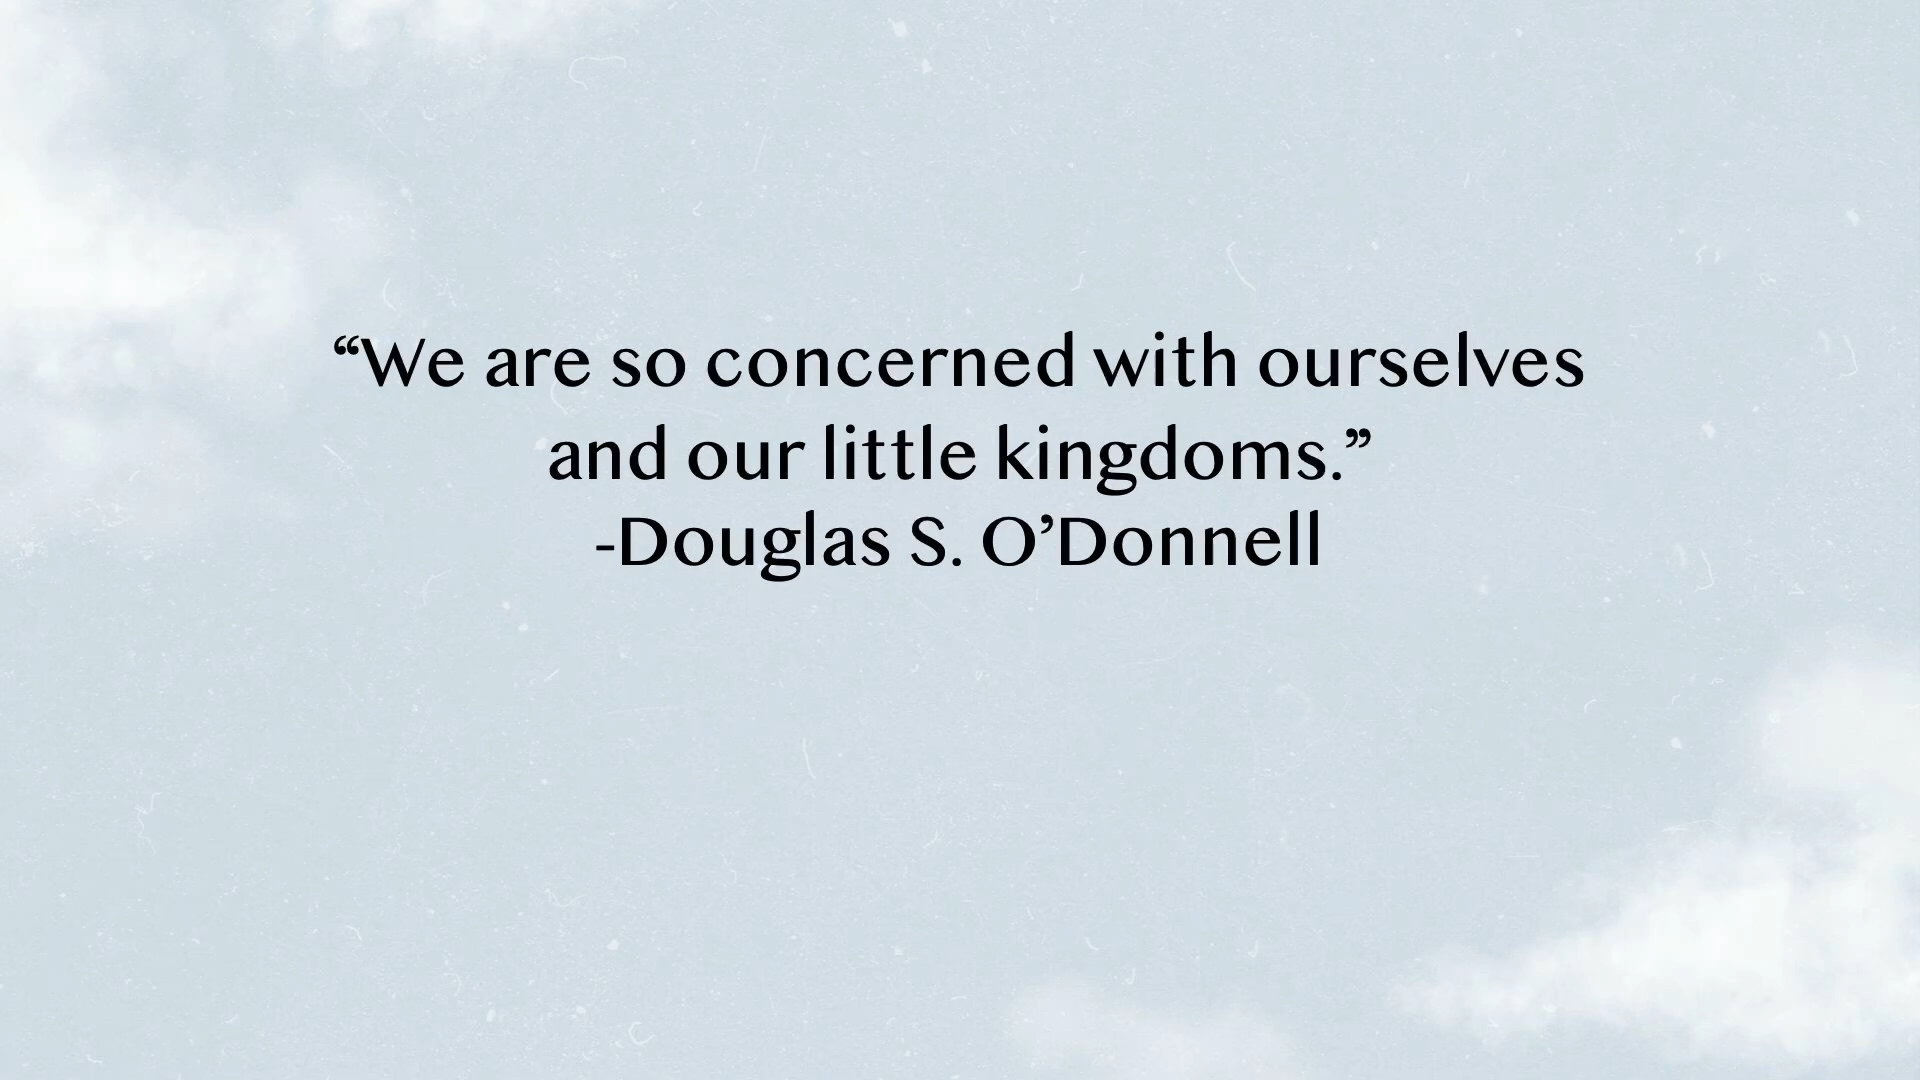 “We are so concerned with ourselves
and our little kingdoms.”
-Douglas S. O’Donnell